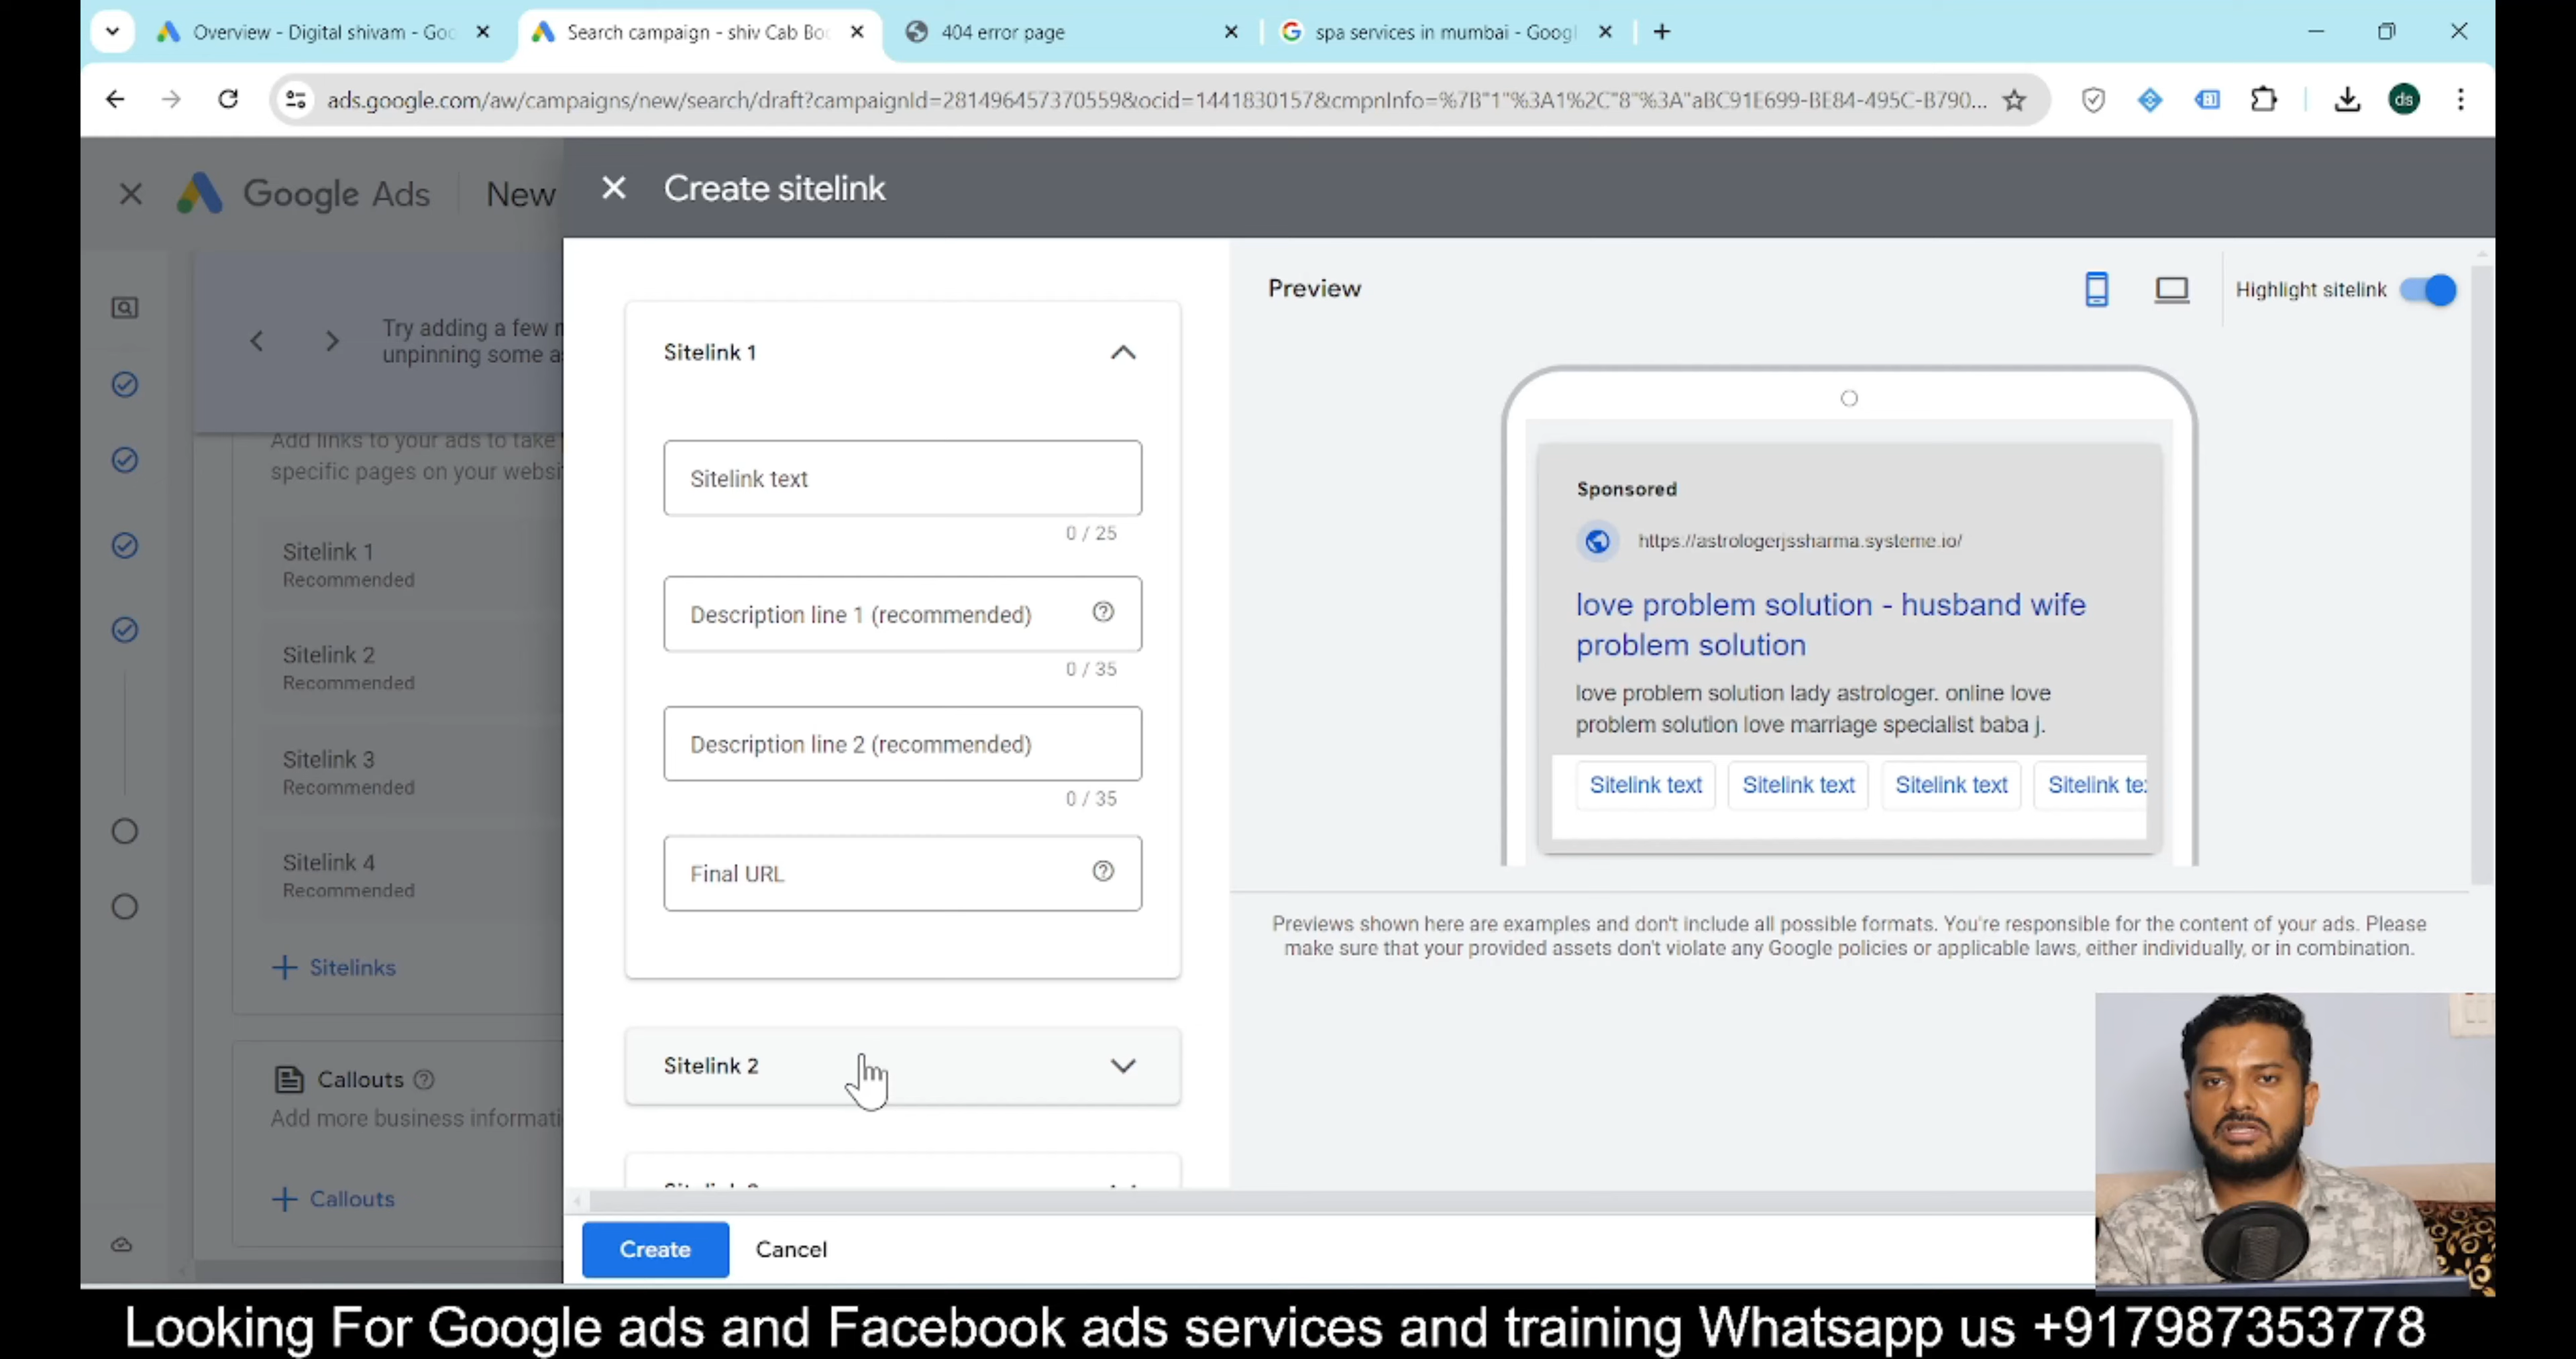 Overview - Digital shivam - Goo
Search campaign - shiv Cab Boo
404 error page
spa services in mumbai - Googl
ads.google.com/aw/campaigns/new/search/draft?campaignId=281496457370559&ocid=1441830157&cmpnInfo=%7B"1"%3A1%2C"8"%3A"aBC91E699-BE84-495C-B790...
ds
Google Ads
New
Create sitelink
Try adding a few
unpinning some
Add links to your ads to take
specific pages on your websi
Sitelink 1
Recommended
Sitelink 2
Recommended
Sitelink 3
Recommended
Sitelink 4
Recommended
+ Sitelinks
Callouts
Add more business informati
+ Callouts
Sitelink 1
Sitelink text
0 / 25
Description line 1 (recommended)
0 / 35
Description line 2 (recommended)
0 / 35
Final URL
Sitelink 2
Create
Cancel
Preview
Highlight sitelink
Sponsored
https://astrologerjssharma.systeme.io/
love problem solution - husband wife
problem solution
love problem solution lady astrologer. online love
problem solution love marriage specialist baba j.
Sitelink text Sitelink text Sitelink text Sitelink te
Previews shown here are examples and don't include all possible formats. You're responsible for the content of your ads. Please
make sure that your provided assets don't violate any Google policies or applicable laws, either individually, or in combination.
Looking For Google ads and Facebook ads services and training Whatsapp us +917987353778